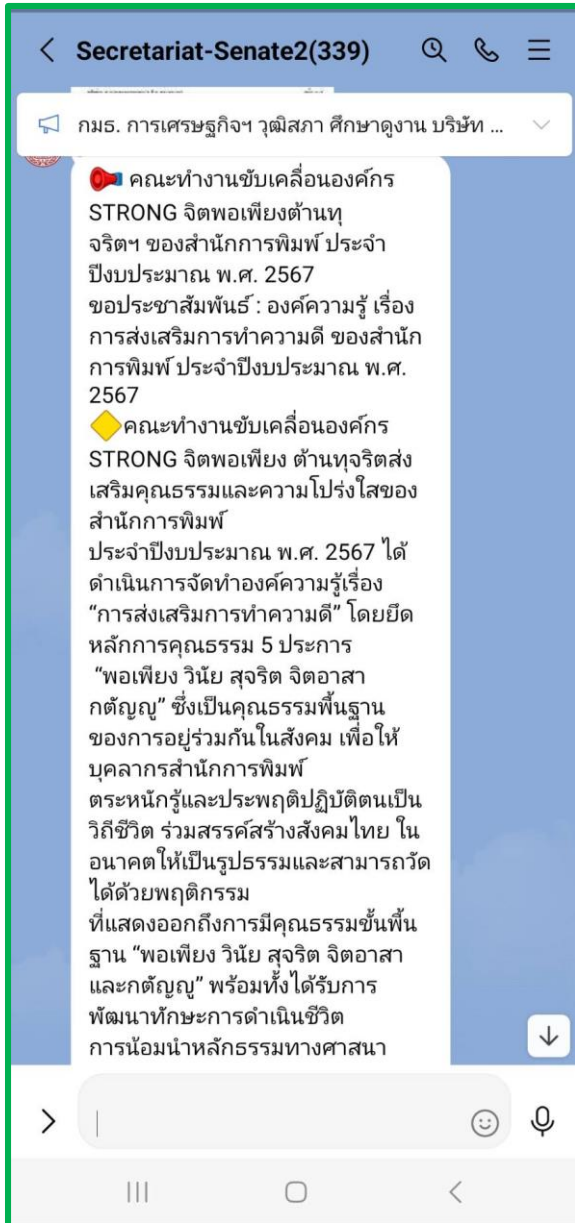 Secretariat-Senate2(339)
กมธ. การเศรษฐกิจฯ วุฒิสภา ศึกษาดูงาน บริษัท ...
คณะทำงานขับเคลื่อนองค์กร
STRONG จิตพอเพียงต้านทุ
จริตฯ ของสำนักการพิมพ์ ประจำ
ปีงบประมาณ พ.ศ. 2567
ขอประชาสัมพันธ์ : องค์ความรู้ เรื่อง
การส่งเสริมการทำความดี ของสำนัก
การพิมพ์ ประจำปีงบประมาณ พ.ศ.
2567
คณะทำงานขับเคลื่อนองค์กร
STRONG จิตพอเพียง ต้านทุจริตส่ง
เสริมคุณธรรมและความโปร่งใสของ
สำนักการพิมพ์
ประจำปีงบประมาณ พ.ศ. 2567 ได้
ดำเนินการจัดทำองค์ความรู้เรื่อง
“การส่งเสริมการทำความดี” โดยยึด
หลักการคุณธรรม 5 ประการ
“พอเพียง วินัย สุจริต จิตอาสา
กตัญญู” ซึ่งเป็นคุณธรรมพื้นฐาน
ของการอยู่ร่วมกันในสังคม เพื่อให้
บุคลากรสำนักการพิมพ์
ตระหนักรู้และประพฤติปฏิบัติตนเป็น
วิถีชีวิต ร่วมสรรค์สร้างสังคมไทย ใน
อนาคตให้เป็นรูปธรรมและสามารถวัด
ได้ด้วยพฤติกรรม
ที่แสดงออกถึงการมีคุณธรรมขั้นพื้น
ฐาน “พอเพียง วินัย สุจริต จิตอาสา
และกตัญญู” พร้อมทั้งได้รับการ
พัฒนาทักษะการดำเนินชีวิต
การน้อมนำหลักธรรมทางศาสนา